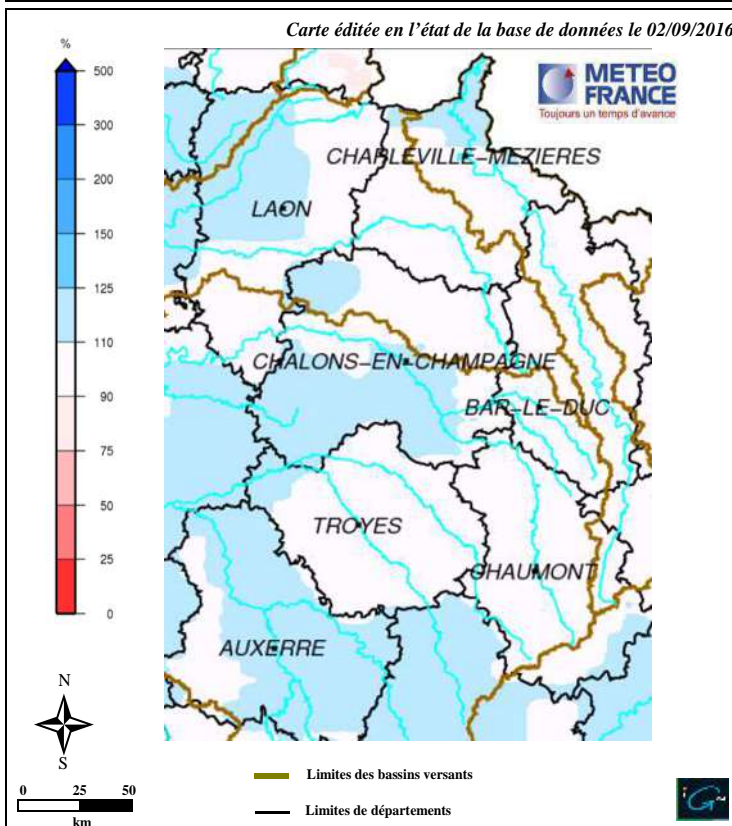 Carte éditée en l'état de la base de données le 02/09/2016
%
500
300
200
150
125
110
90
75
50
25
0
METEO
FRANCE
Toujours un temps d'avance
CHARLEVILLE-MEZIERES
LAON
CHALONS-EN-CHAMPAGNE
BAR-LE-DUC
TROYES
CHAUMONT
AUXERRE
N
S
0 25 50
km
Limites des bassins versants
Limites de départements